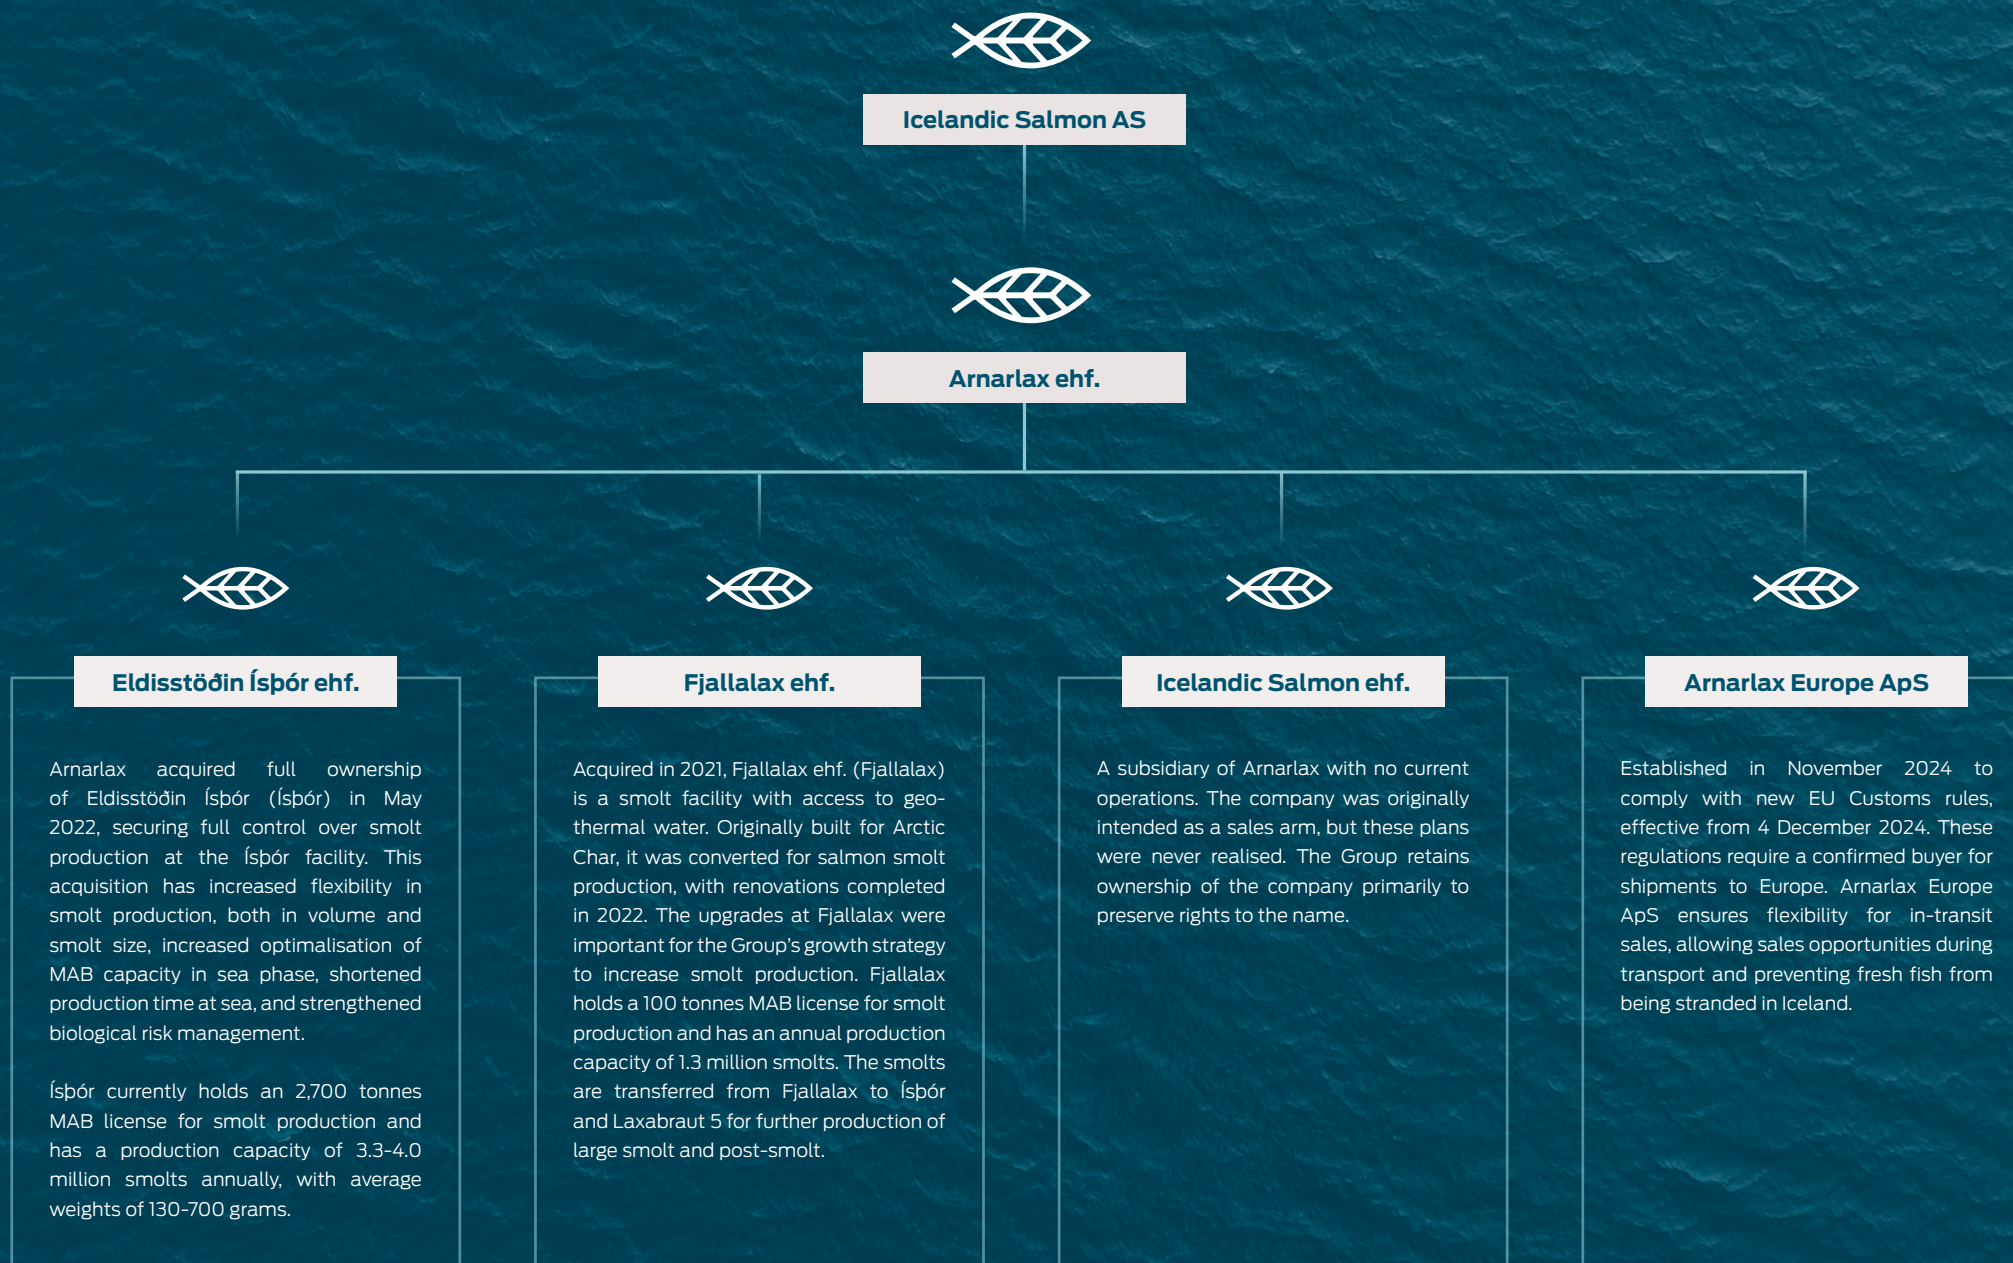 Icelandic Salmon AS
Arnarlax ehf.
Eldisstöðin Ísþór ehf.
Arnarlax acquired full ownership
of Eldisstöðin Ísþór (Ísþór) in May
2022, securing full control over smolt
production at the Ísþór facility. This
acquisition has increased flexibility in
smolt production, both in volume and
smolt size, increased optimalisation of
MAB capacity in sea phase, shortened
production time at sea, and strengthened
biological risk management.
Ísþór currently holds an 2,700 tonnes
MAB license for smolt production and
has a production capacity of 3.3-4.0
million smolts annually, with average
weights of 130-700 grams.
Fjallalax ehf.
Acquired in 2021, Fjallalax ehf. (Fjallalax)
is a smolt facility with access to geo-
thermal water. Originally built for Arctic
Char, it was converted for salmon smolt
production, with renovations completed
in 2022. The upgrades at Fjallalax were
important for the Group's growth strategy
to increase smolt production. Fjallalax
holds a 100 tonnes MAB license for smolt
production and has an annual production
capacity of 1.3 million smolts. The smolts
are transferred from Fjallalax to Ísþór
and Laxabraut 5 for further production of
large smolt and post-smolt.
Icelandic Salmon ehf.
A subsidiary of Arnarlax with no current
operations. The company was originally
intended as a sales arm, but these plans
were never realised. The Group retains
ownership of the company primarily to
preserve rights to the name.
Arnarlax Europe ApS
Established in November 2024 to
comply with new EU Customs rules,
effective from 4 December 2024. These
regulations require a confirmed buyer for
shipments to Europe. Arnarlax Europe
ApS ensures flexibility for in-transit
sales, allowing sales opportunities during
transport and preventing fresh fish from
being stranded in Iceland.